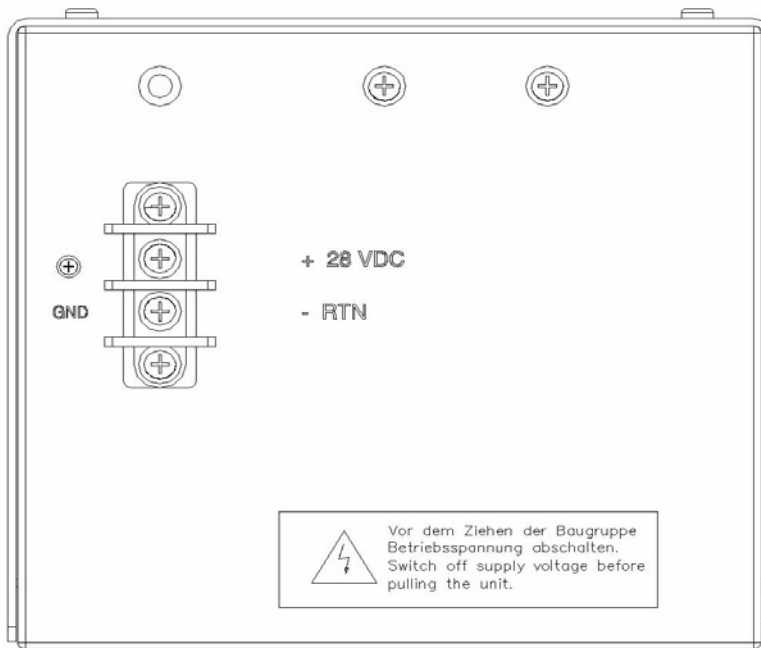 + 28 VDC
GND
- RTN
Vor dem Ziehen der Baugruppe
Betriebsspannung abschalten.
Switch off supply voltage before
pulling the unit.